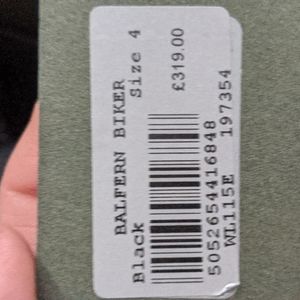 BALFERN BIKER
Black Size 4
£319.00
5052654416848
WL115E 197354